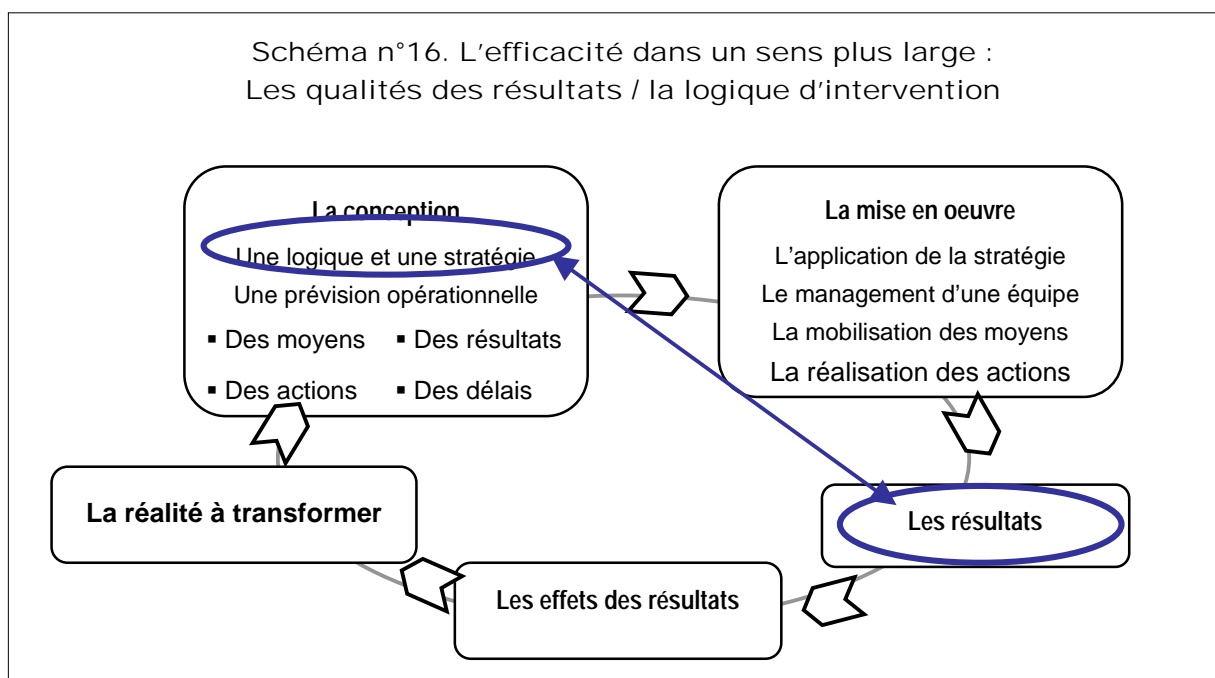 Schéma n°16. L'efficacité dans un sens plus large :
Les qualités des résultats / la logique d'intervention
La conception
Une logique et une stratégie
Une prévision opérationnelle
▪ Des moyens ▪ Des résultats
▪ Des actions ▪ Des délais
La mise en oeuvre
L'application de la stratégie
Le management d'une équipe
La mobilisation des moyens
La réalisation des actions
La réalité à transformer
Les résultats
Les effets des résultats